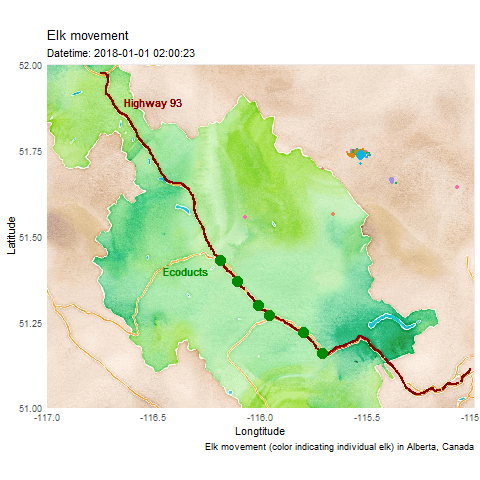 Elk movement
Datetime: 2018-01-01 02:00:23
52.00
Highway 93
51.75
Latitude
51.50
Ecoducts
51.25
51.00
-117.0
-116.5
-116.0
-115.5
-115.
Longtitude
Elk movement (color indicating individual elk) in Alberta, Canada